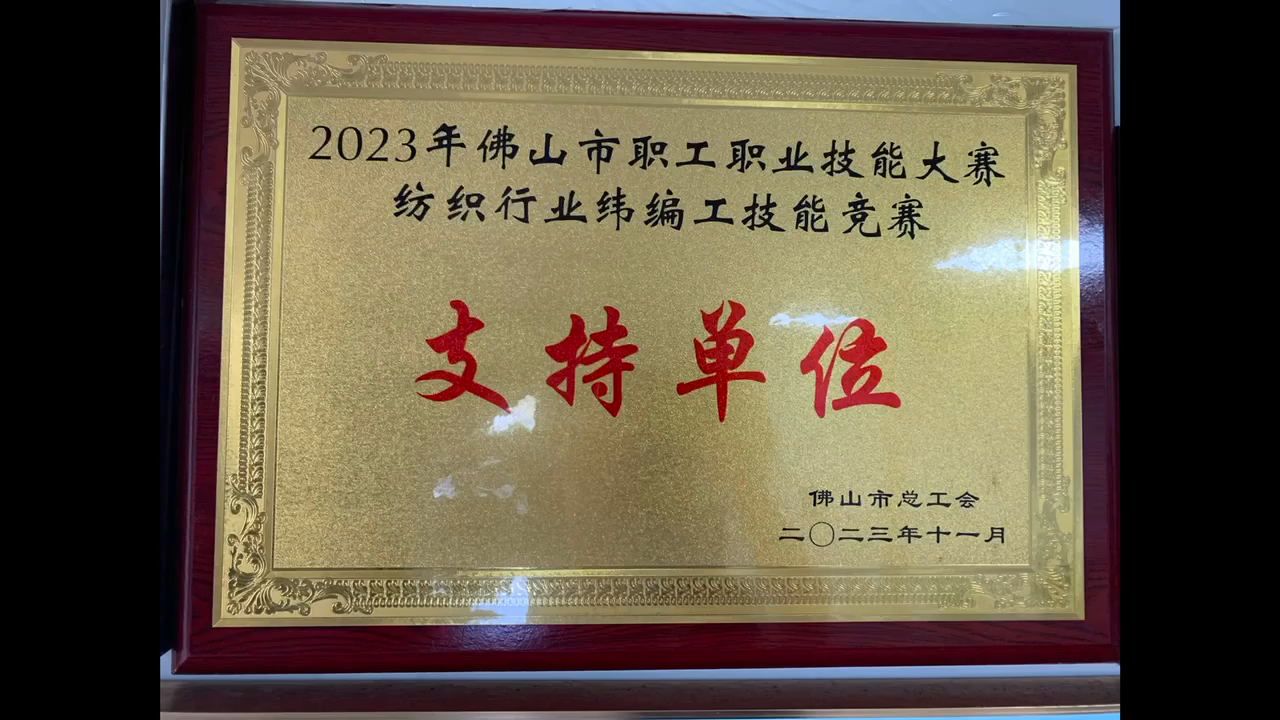 2023年佛山市职工职业技能大赛
纺织行业纬编工技能竞赛
支持单位
佛山市总工会
二〇二三年十一月